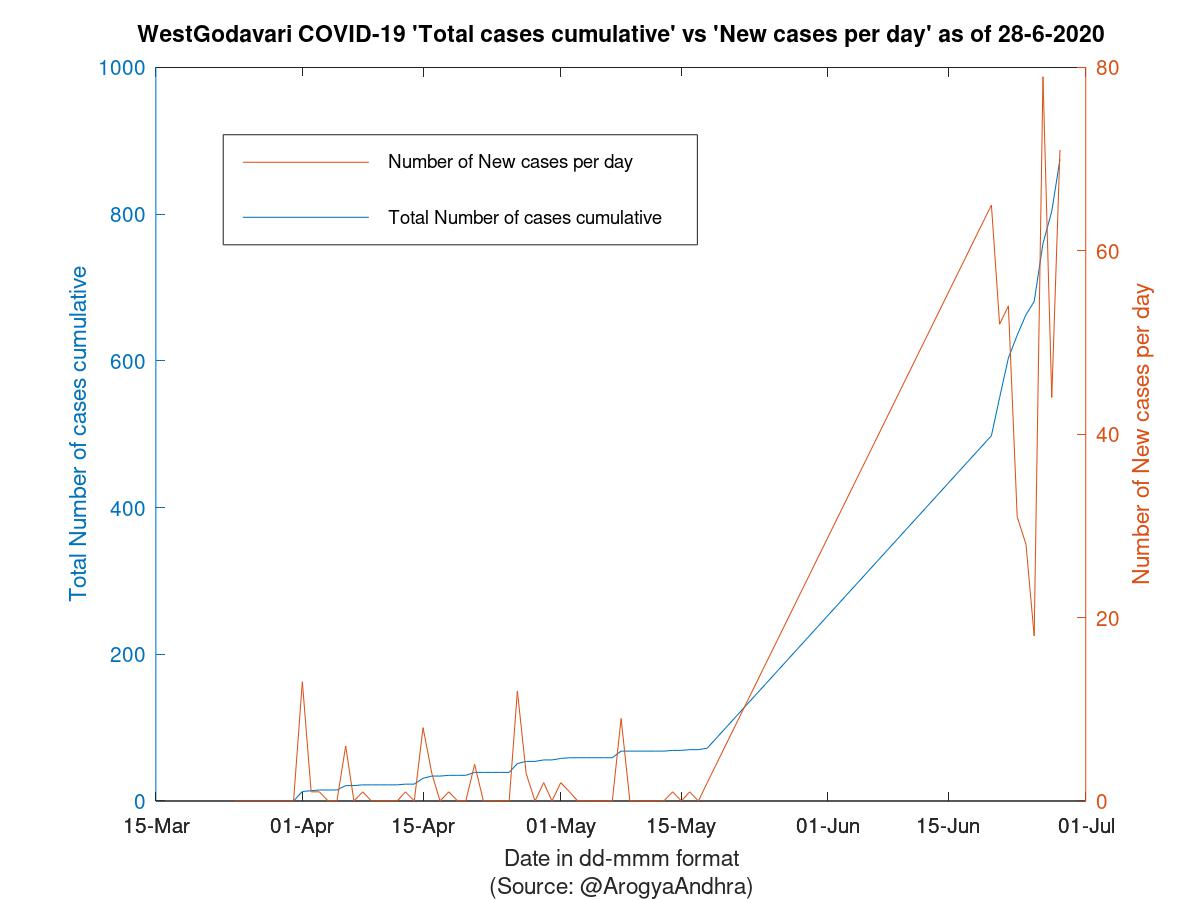 WestGodavari COVID-19 'Total cases cumulative' vs 'New cases per day' as of 28-6-2020
1000
800
600
400
200
0
Total Number of cases cumulative
Number of New cases per day
Total Number of cases cumulative
80
60
40
20
0
Number of New cases per day
15-Mar 01-Apr 15-Apr 01-May 15-May 01-Jun 15-Jun 01-Jul
Date in dd-mmm format
(Source: @ArogyaAndhra)